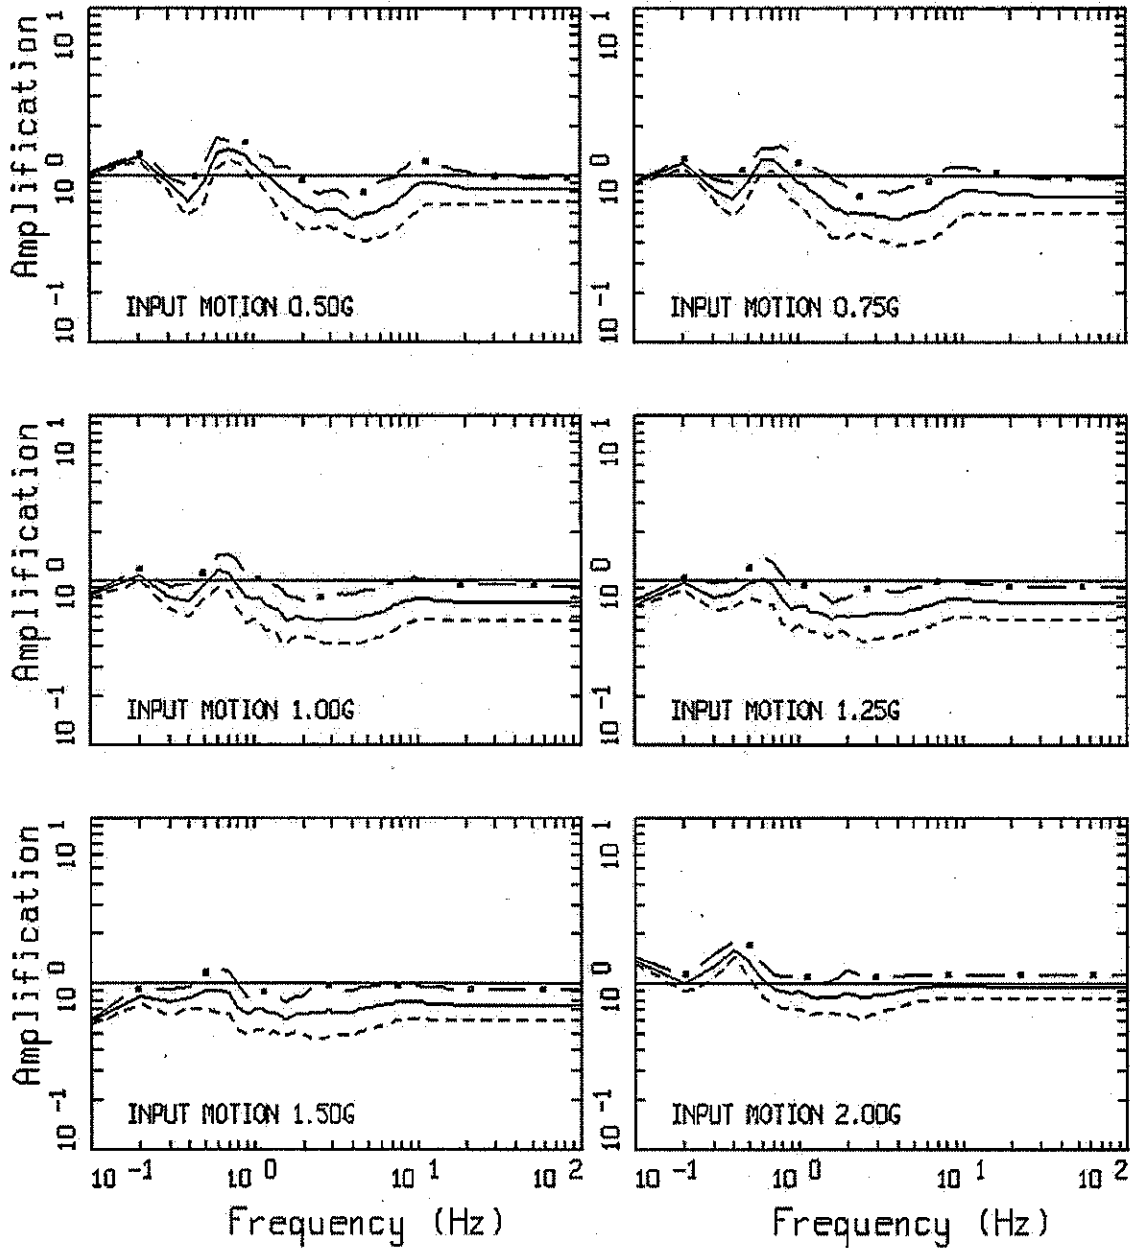 Amplification
10 1
10 0
10 -1
INPUT MOTION 0.50G
10 1
10 0
10 -1
INPUT MOTION 0.75G
Amplification
10 1
10 0
10 -1
INPUT MOTION 1.00G
10 1
10 0
10 -1
INPUT MOTION 1.25G
Amplification
10 1
10 0
10 -1
INPUT MOTION 1.50G
10 1
10 0
10 -1
INPUT MOTION 2.00G
10 -1 10 0 10 1 10 2
10 -1 10 0 10 1 10 2
Frequency (Hz)
Frequency (Hz)